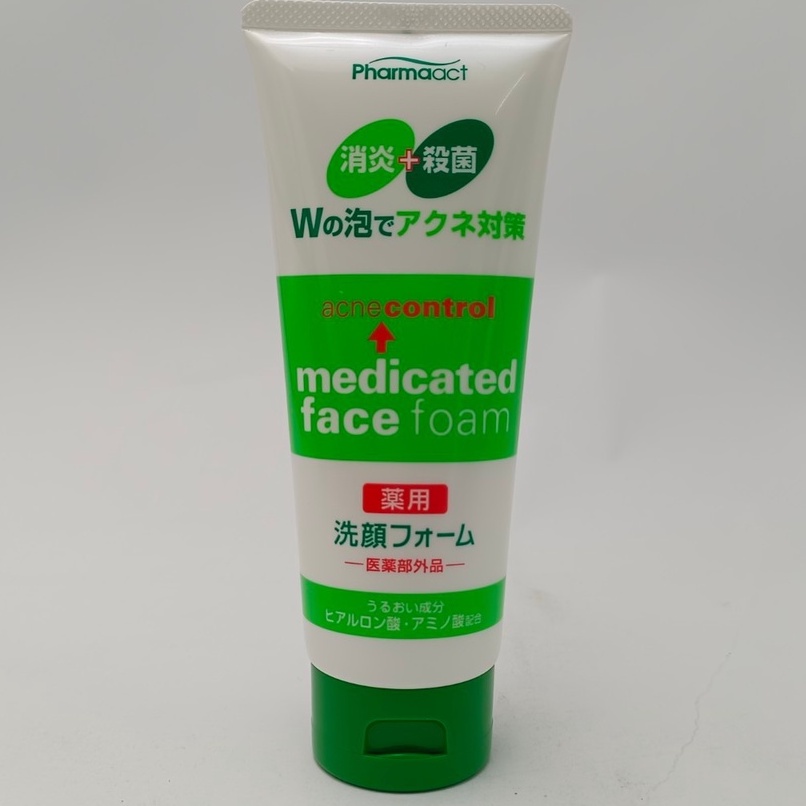 Pharmaact
消炎+殺菌
Wの泡でアクネ対策
acnecontrol
medicated
face foam
薬用
洗顔フォーム
医薬部外品
うるおい成分
ヒアルロン酸・アミノ酸配合